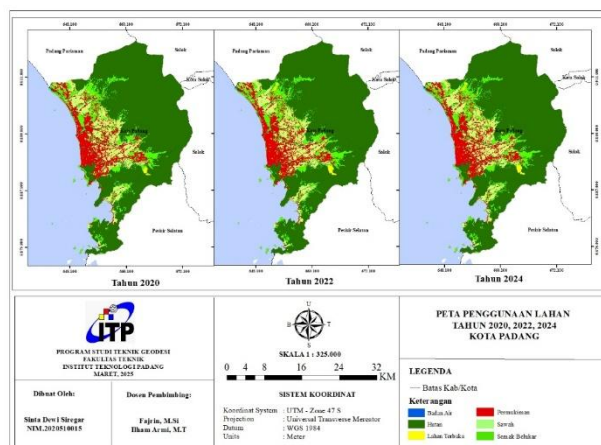 Padang Pariaman
Solok
Kota Solok
Kota Padang
Solok
Pesisir Selatan
Tahun 2020
Padang Pariaman
Solok
Kota Solok
Kota Padang
Solok
Pesisir Selatan
Tahun 2022
Padang Pariaman
Solok
Kota Solok
Kota Padang
Solok
Pesisir Selatan
Tahun 2024
ITP
PROGRAM STUDI TEKNIK GEODESI
FAKULTAS TEKNIK
INSTITUT TEKNOLOGI PADANG
MARET, 2025
Dibuat Oleh:
Sinta Dewi Siregar
NIM.2020510015
Dosen Pembimbing:
Fajrin, M.Si
Ilham Armi, M.T
U
B T
S
SKALA 1 : 325.000
0 4 8 16 24 32
KM
SISTEM KOORDINAT
Koordinat System : UTM - Zone 47 S
Projection : Universal Transverse Mercator
Datum : WGS 1984
Units : Meter
PETA PENGGUNAAN LAHAN
TAHUN 2020, 2022, 2024
KOTA PADANG
LEGENDA
Batas Kab/Kota
Keterangan
Badan Air
Hutan
Lahan Terbuka
Permukiman
Sawah
Semak Belukar